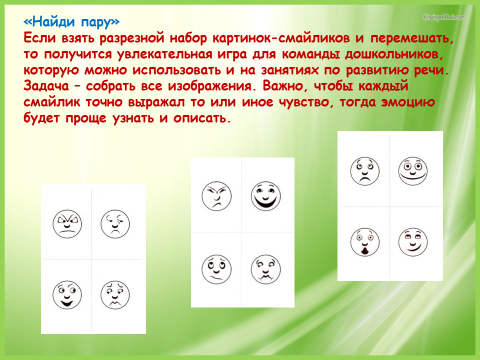 «Найди пару»
Если взять разрезной набор картинок-смайликов и перемешать,
то получится увлекательная игра для команды дошкольников,
которую можно использовать и на занятиях по развитию речи.
Задача – собрать все изображения. Важно, чтобы каждый
смайлик точно выражал то или иное чувство, тогда эмоцию
будет проще узнать и описать.